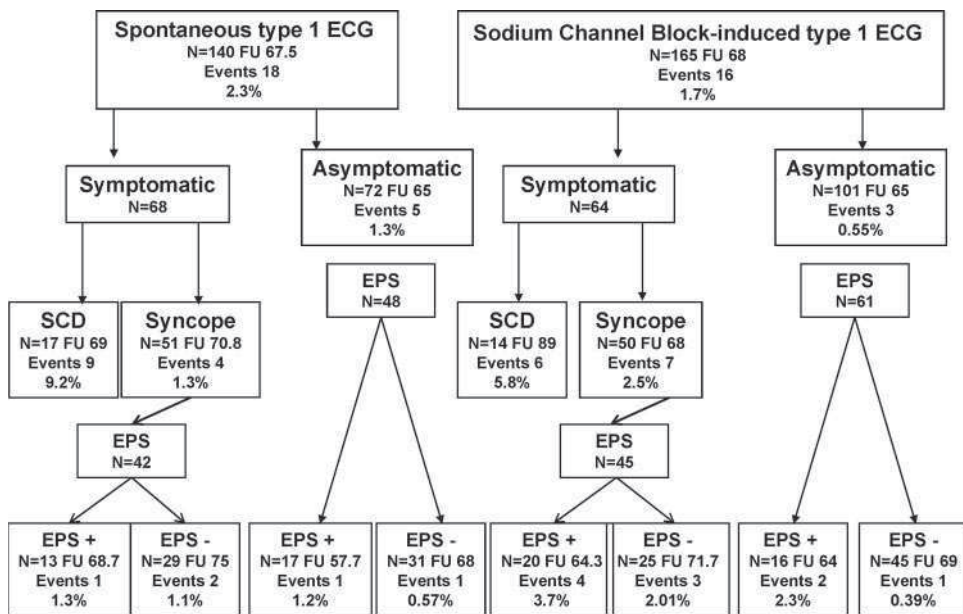 Spontaneous type 1 ECG
N=140 FU 67.5
Events 18
2.3%
Sodium Channel Block-induced type 1 ECG
N=165 FU 68
Events 16
1.7%
Symptomatic
N=68
Asymptomatic
N=72 FU 65
Events 5
1.3%
Symptomatic
N=64
Asymptomatic
N=101 FU 65
Events 3
0.55%
SCD
N=17 FU 69
Events 9
9.2%
Syncope
N=51 FU 70.8
Events 4
1.3%
EPS
N=48
SCD
N=14 FU 89
Events 6
5.8%
Syncope
N=50 FU 68
Events 7
2.5%
EPS
N=61
EPS
N=42
EPS
N=45
EPS +
N=13 FU 68.7
Events 1
1.3%
EPS -
N=29 FU 75
Events 2
1.1%
EPS +
N=17 FU 57.7
Events 1
1.2%
EPS -
N=31 FU 68
Events 1
0.57%
EPS +
N=20 FU 64.3
Events 4
3.7%
EPS -
N=25 FU 71.7
Events 3
2.01%
EPS +
N=16 FU 64
Events 2
2.3%
EPS -
N=45 FU 69
Events 1
0.39%